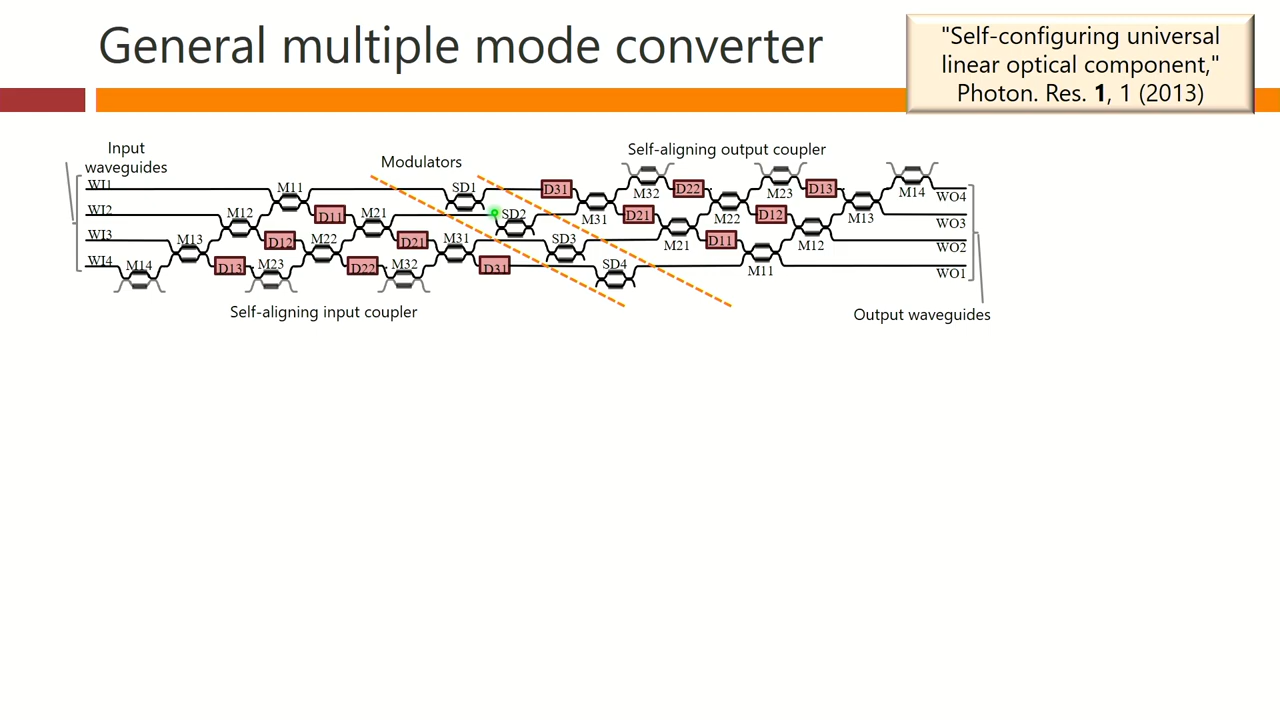 General multiple mode converter
"Self-configuring universal
linear optical component,"
Photon. Res. 1, 1 (2013)
Input
waveguides
Modulators
Self-aligning output coupler
WI1
M11
SD1
D31
M32
D22
M23
D13
M14
WO4
WI2
M12
D11
M21
SD2
D21
M31
M22
D12
M13
WO3
WI3
M13
D12
M22
D21
M31
SD3
M21
D11
M12
WO2
WI4
M14
D13
M23
D22
M32
D31
SD4
M11
WO1
Self-aligning input coupler
Output waveguides